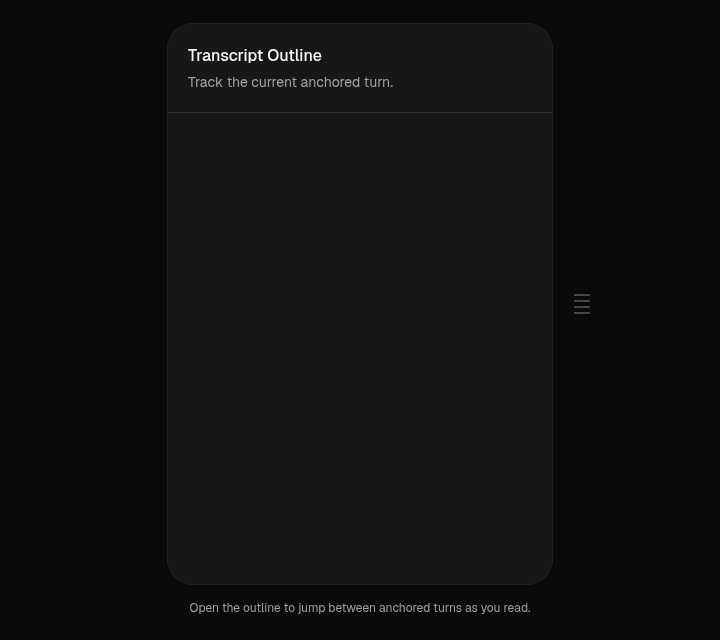 Transcript Outline
Track the current anchored turn.
Open the outline to jump between anchored turns as you read.